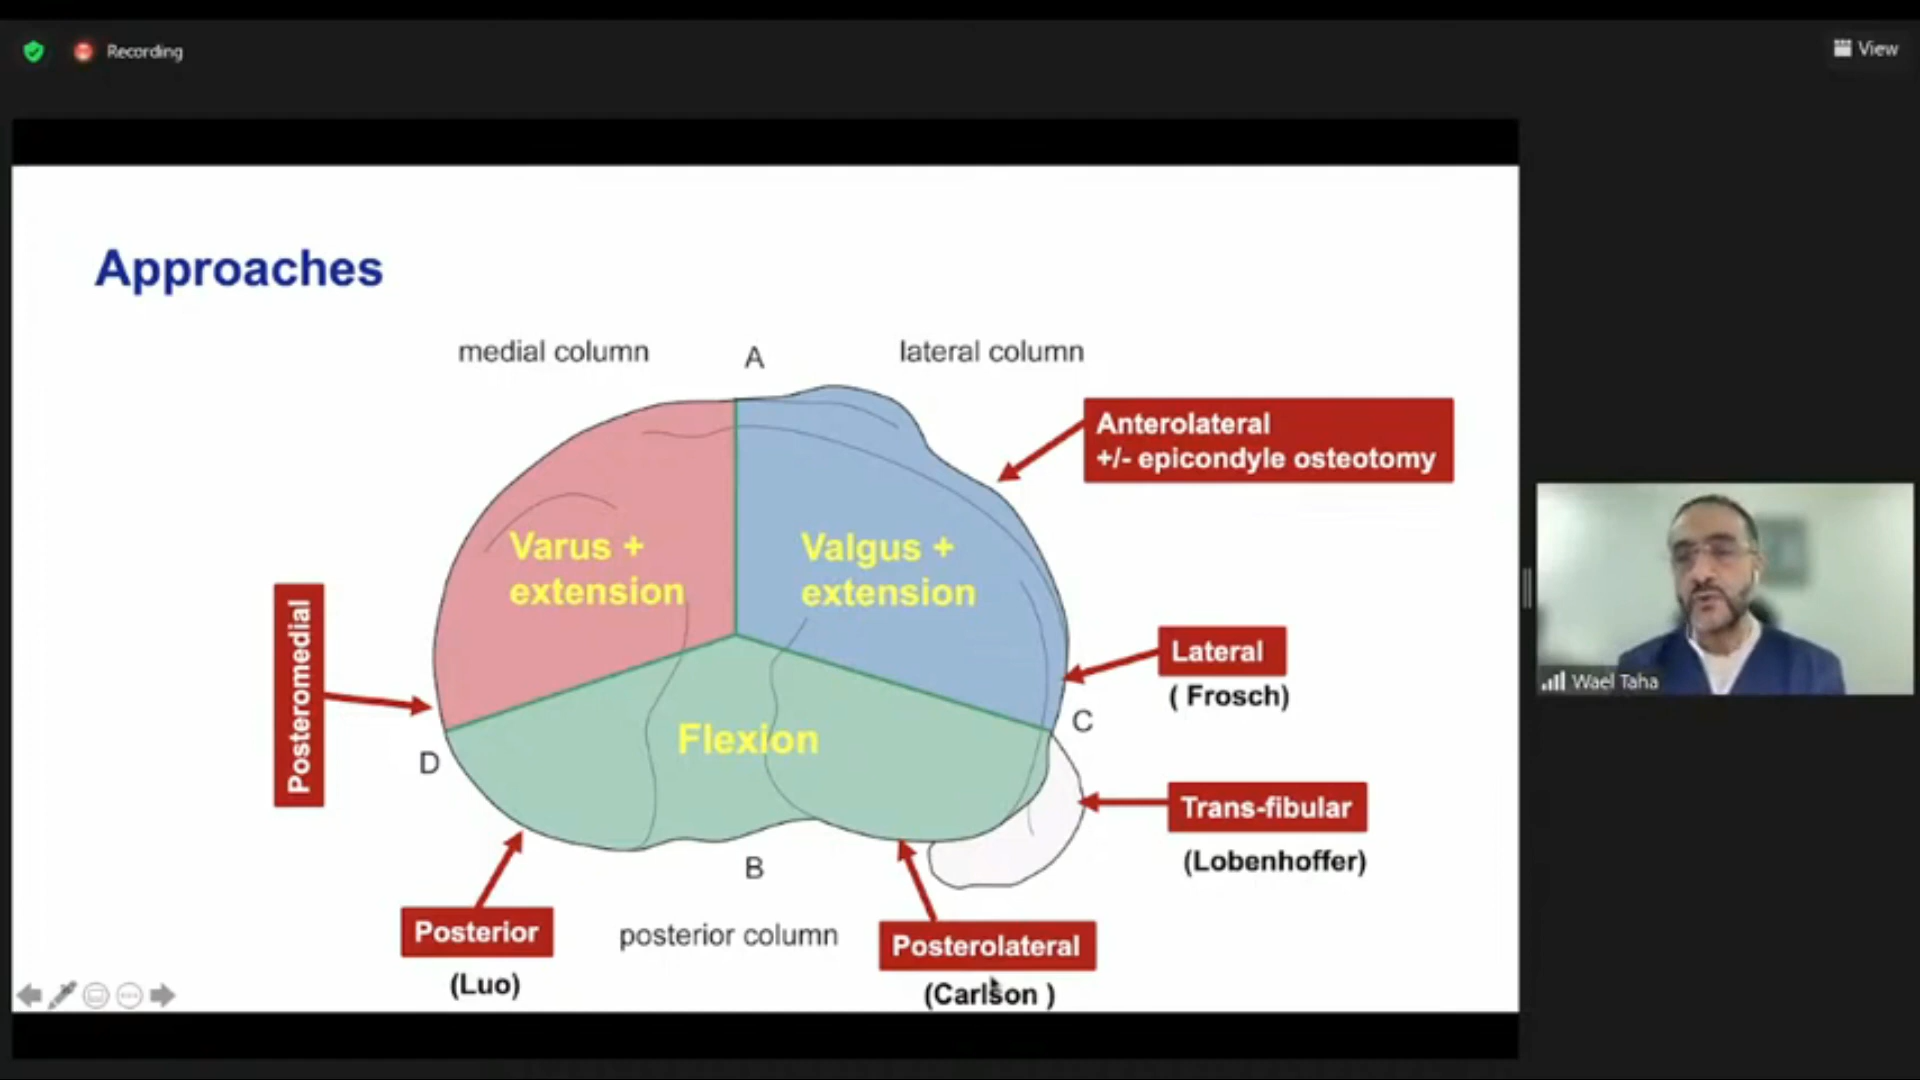 Recording
View
Approaches
medial column
A
lateral column
Anterolateral
+/- epicondyle osteotomy
Varus +
extension
Valgus +
extension
Posteromedial
Lateral
( Frosch)
C
Flexion
D
Trans-fibular
(Lobenhoffer)
B
Posterior
(Luo)
posterior column
Posterolateral
(Carlson )
Wael Taha